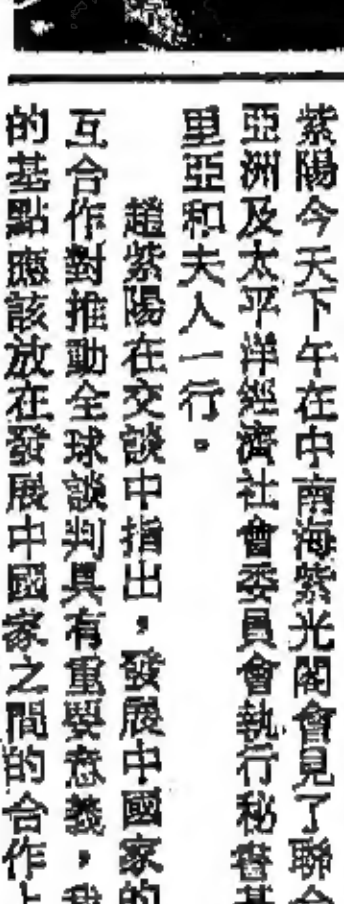 紫陽今天下午在中南海紫光閣會見了聯合
亞洲及太平洋經濟社會委員會執行秘書基
里亞和夫人一行。
趙紫陽在交談中指出，發展中國家的
互合作對推動全球談判具有重要意義，我
的基點應該放在發展中國家之間的合作上